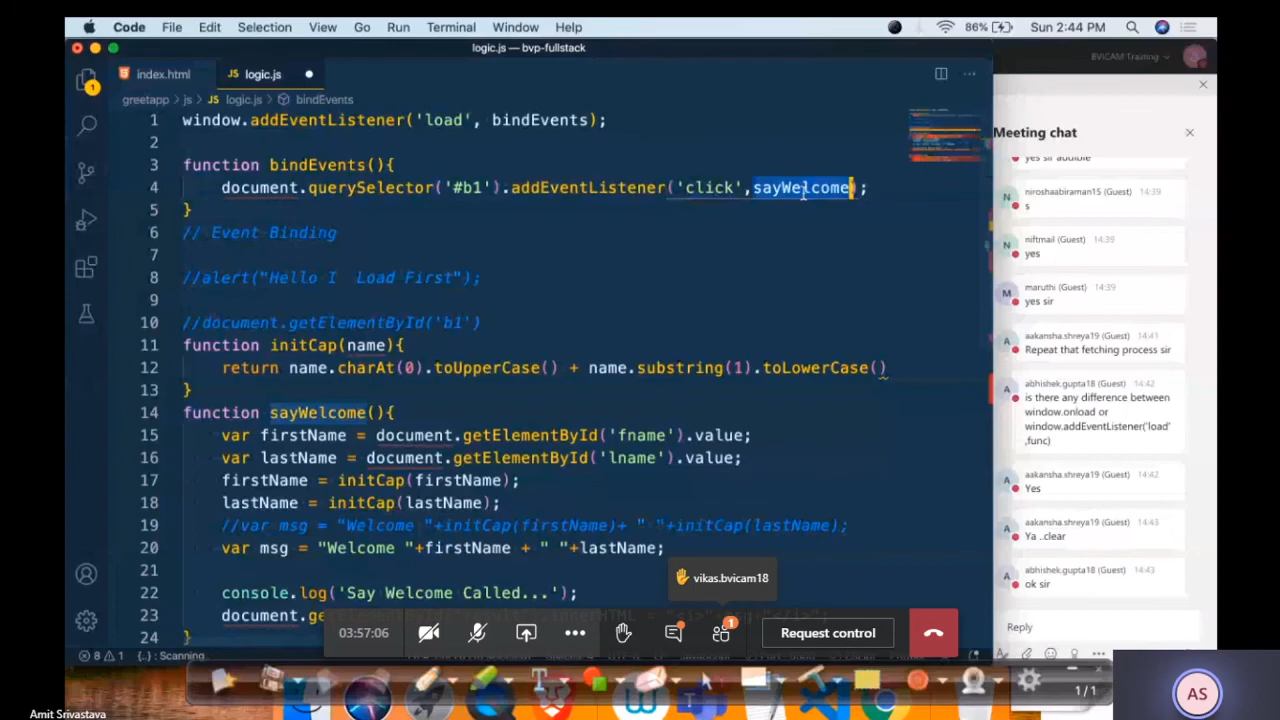 Code File Edit Selection View Go Run Terminal Window Help 86% Sun 2:44 PM
logic.js — bvp-fullstack
BVICAM Training
index.html JS logic.js
greetapp › js › JS logic.js › bindEvents
1 window.addEventListener('load', bindEvents);
2
3 function bindEvents(){
4 document.querySelector('#b1').addEventListener('click',sayWelcome);
5 }
6 // Event Binding
7
8 //alert("Hello I Load First");
9
10 //document.getElementById('b1')
11 function initCap(name){
12 return name.charAt(0).toUpperCase() + name.substring(1).toLowerCase()
13 }
14 function sayWelcome(){
15 var firstName = document.getElementById('fname').value;
16 var lastName = document.getElementById('lname').value;
17 firstName = initCap(firstName);
18 lastName = initCap(lastName);
19 //var msg = "Welcome "+initCap(firstName)+ " "+initCap(lastName);
20 var msg = "Welcome "+firstName + " "+lastName;
21
22 console.log('Say Welcome Called...');
23 document.ge
24 }
1
8 1 {..} : Scanning
vikas.bvicam18
03:57:06
1
Request control
Meeting chat
yes sir audible
niroshaabiraman15 (Guest) 14:39
s
N niftmail (Guest) 14:39
yes
M maruthi (Guest) 14:39
yes sir
A aakansha.shreya19 (Guest) 14:41
Repeat that fetching process sir
A abhishek.gupta18 (Guest) 14:42
is there any difference between
window.onload or
window.addEventListener('load'
,func)
A aakansha.shreya19 (Guest) 14:42
Yes
A aakansha.shreya19 (Guest) 14:43
Ya ..clear
A abhishek.gupta18 (Guest) 14:43
ok sir
Reply
1/1
AS
Amit Srivastava